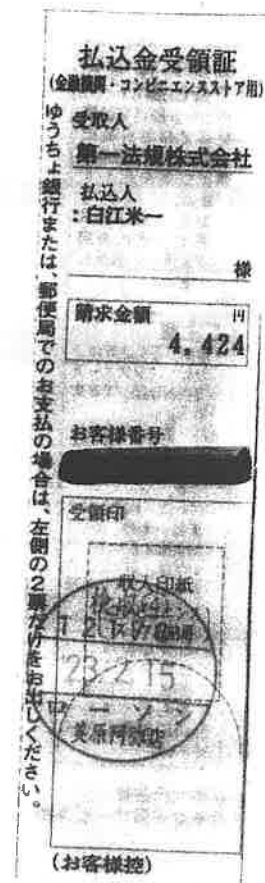 払込金受領証
(金融機関・コンビニエンスストア用)
受取人
第一法規株式会社
払込人
:白江米一
様
請求金額 円
4,424
お客様番号
受領印
収入印紙
23.2.15
ーソン
(お客様控)
ゆうちょ銀行または、郵便局でのお支払の場合は、左側の2票だけをお出しください。